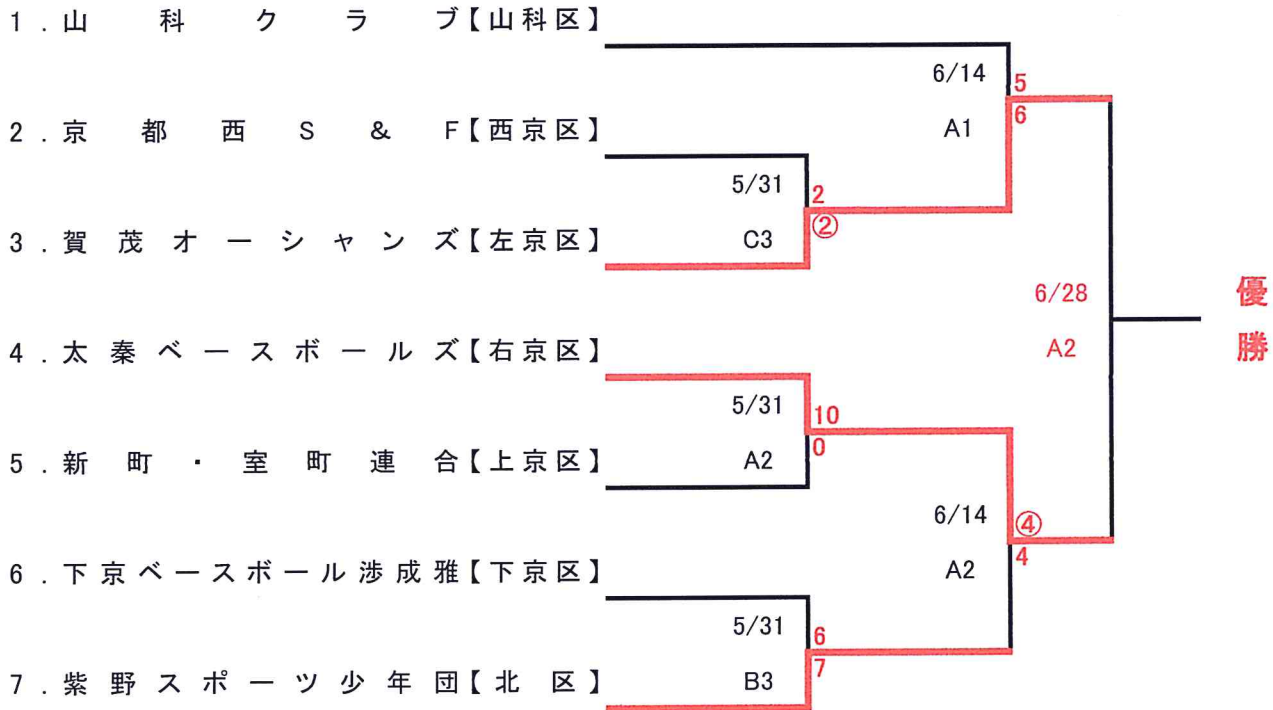 1.山科クラブ【山科区】
6/14
5
6
A1
2.京都西S&F【西京区】
5/31
2
②
C3
3.賀茂オーシャンズ【左京区】
6/28
A2
優
勝
4.太秦ベースボールズ【右京区】
5/31
10
0
A2
5.新町・室町連合【上京区】
6/14
④
4
A2
6.下京ベースボール渉成雅【下京区】
5/31
6
7
B3
7.紫野スポーツ少年団【北区】